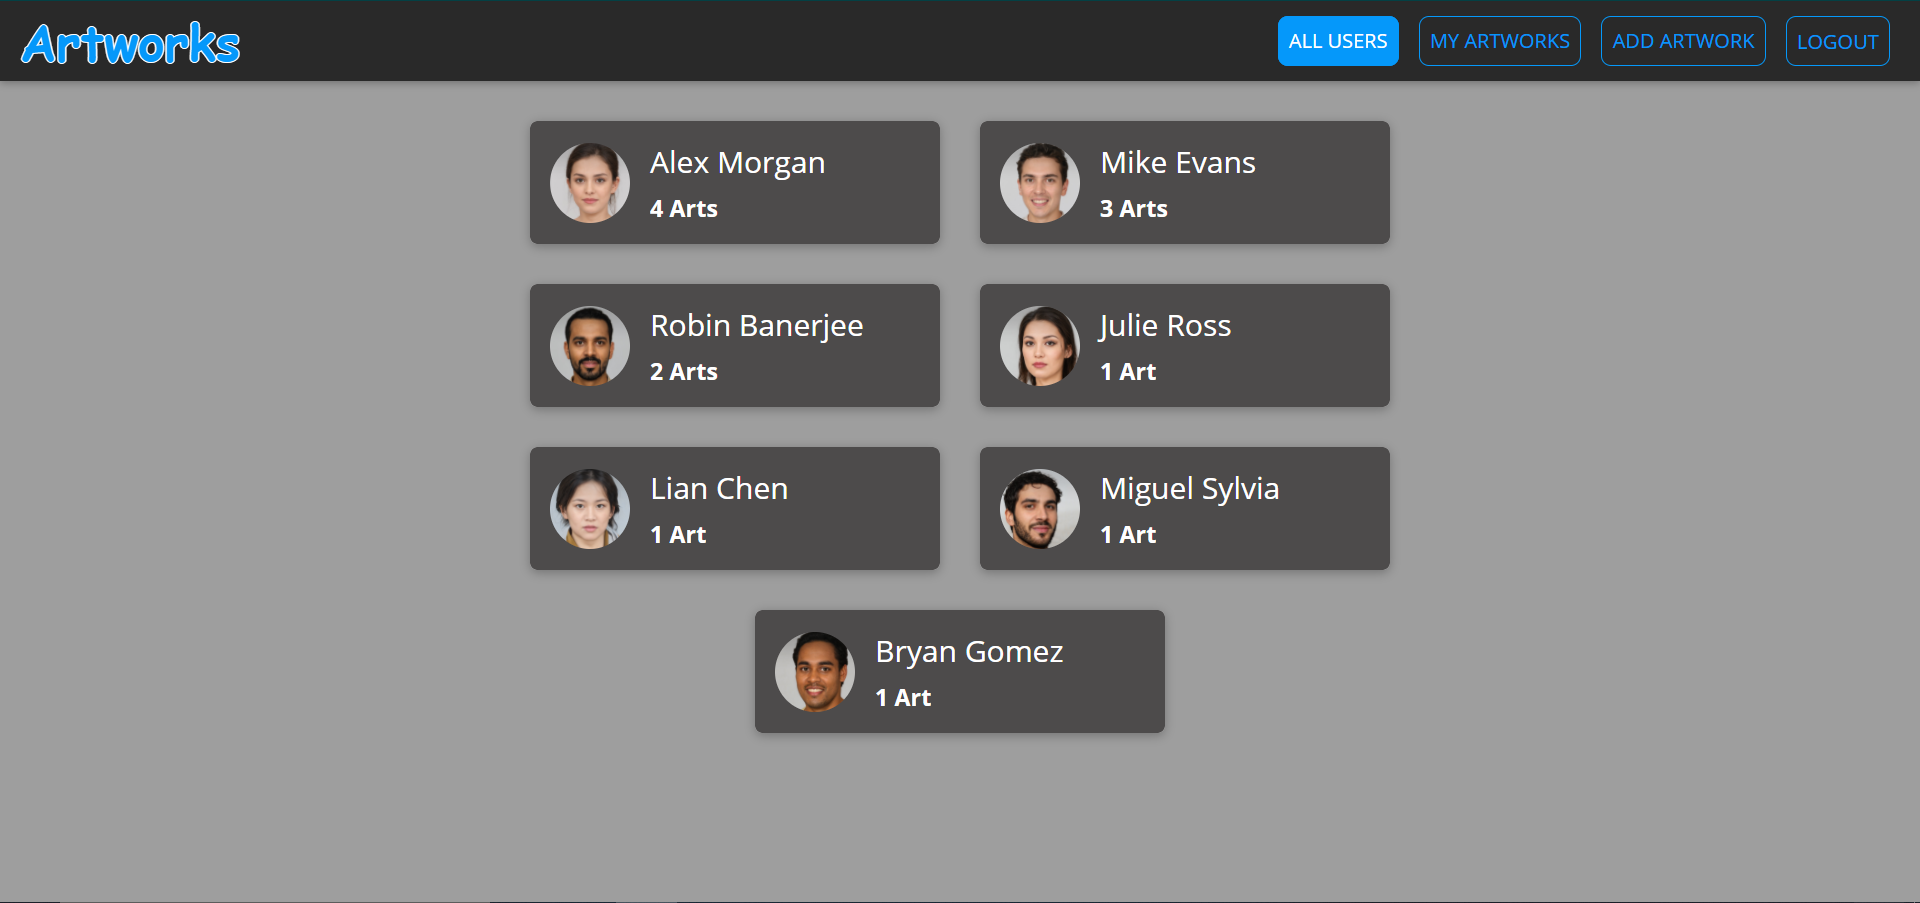 Artworks
ALL USERS
MY ARTWORKS
ADD ARTWORK
LOGOUT
Alex Morgan
4 Arts
Mike Evans
3 Arts
Robin Banerjee
2 Arts
Julie Ross
1 Art
Lian Chen
1 Art
Miguel Sylvia
1 Art
Bryan Gomez
1 Art